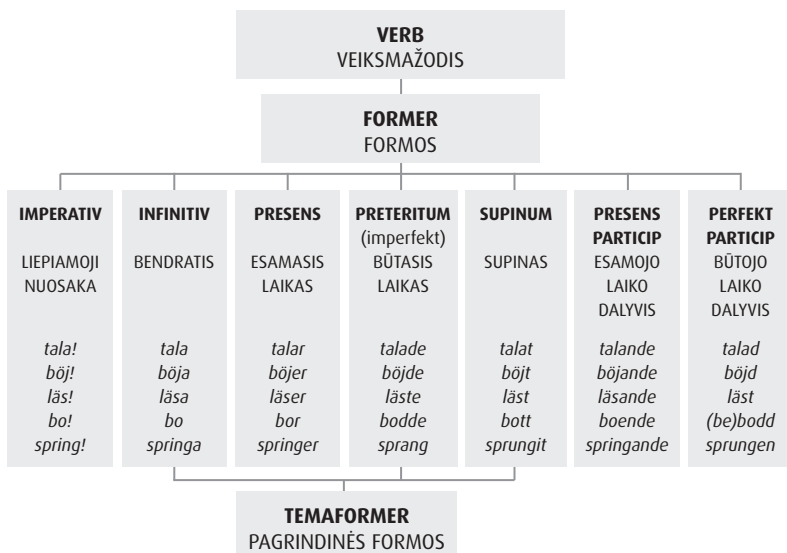 VERB
VEIKSMAŽODIS
FORMER
FORMOS
IMPERATIV
LIEPIAMOJI
NUOSAKA
tala!
böj!
läs!
bo!
spring!
INFINITIV
BENDRATIS
tala
böja
läsa
bo
springa
PRESENS
ESAMASIS
LAIKAS
talar
böjer
läser
bor
springer
PRETERITUM
(imperfekt)
BŪTASIS
LAIKAS
talade
böjde
läste
bodde
sprang
SUPINUM
SUPINAS
talat
böjt
läst
bott
sprungit
PRESENS
PARTICIP
ESAMOJO
LAIKO
DALYVIS
talande
böjande
läsande
boende
springande
PERFEKT
PARTICIP
BŪTOJO
LAIKO
DALYVIS
talad
böjd
läst
(be)bodd
sprungen
TEMAFORMER
PAGRINDINĖS FORMOS